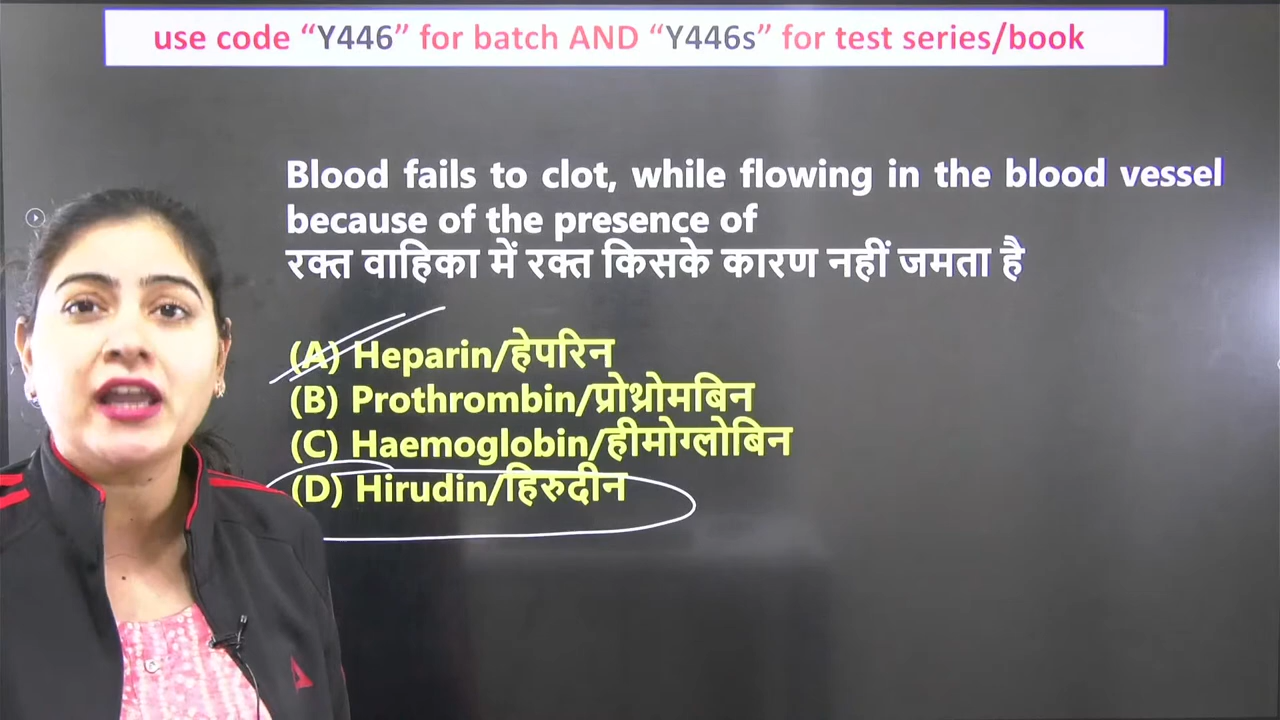 use code “Y446” for batch AND “Y446s” for test series/book
Blood fails to clot, while flowing in the blood vessel
because of the presence of
रक्त वाहिका में रक्त किसके कारण नहीं जमता है
(A) Heparin/हेपरिन
(B) Prothrombin/प्रोथ्रोमबिन
(C) Haemoglobin/हीमोग्लोबिन
(D) Hirudin/हिरुदीन